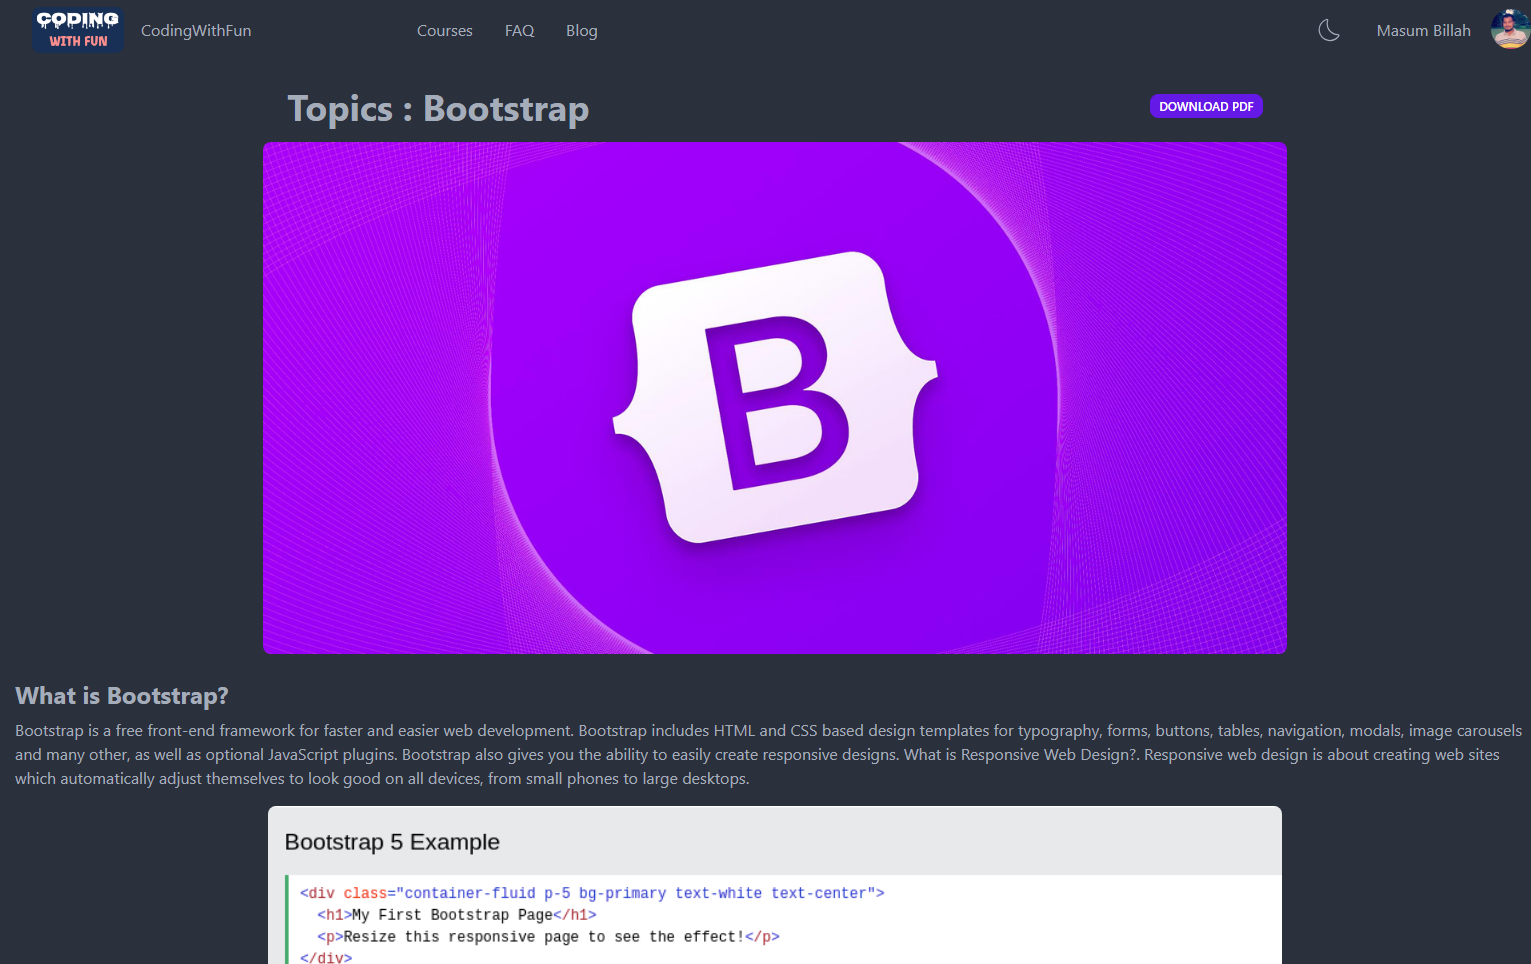 CODING
WITH FUN
CodingWithFun
Courses
FAQ
Blog
Masum Billah
Topics : Bootstrap
DOWNLOAD PDF
B
What is Bootstrap?
Bootstrap is a free front-end framework for faster and easier web development. Bootstrap includes HTML and CSS based design templates for typography, forms, buttons, tables, navigation, modals, image carousels
and many other, as well as optional JavaScript plugins. Bootstrap also gives you the ability to easily create responsive designs. What is Responsive Web Design?. Responsive web design is about creating web sites
which automatically adjust themselves to look good on all devices, from small phones to large desktops.
Bootstrap 5 Example
<div class="container-fluid p-5 bg-primary text-white text-center">
<h1>My First Bootstrap Page</h1>
<p>Resize this responsive page to see the effect!</p>
</div>